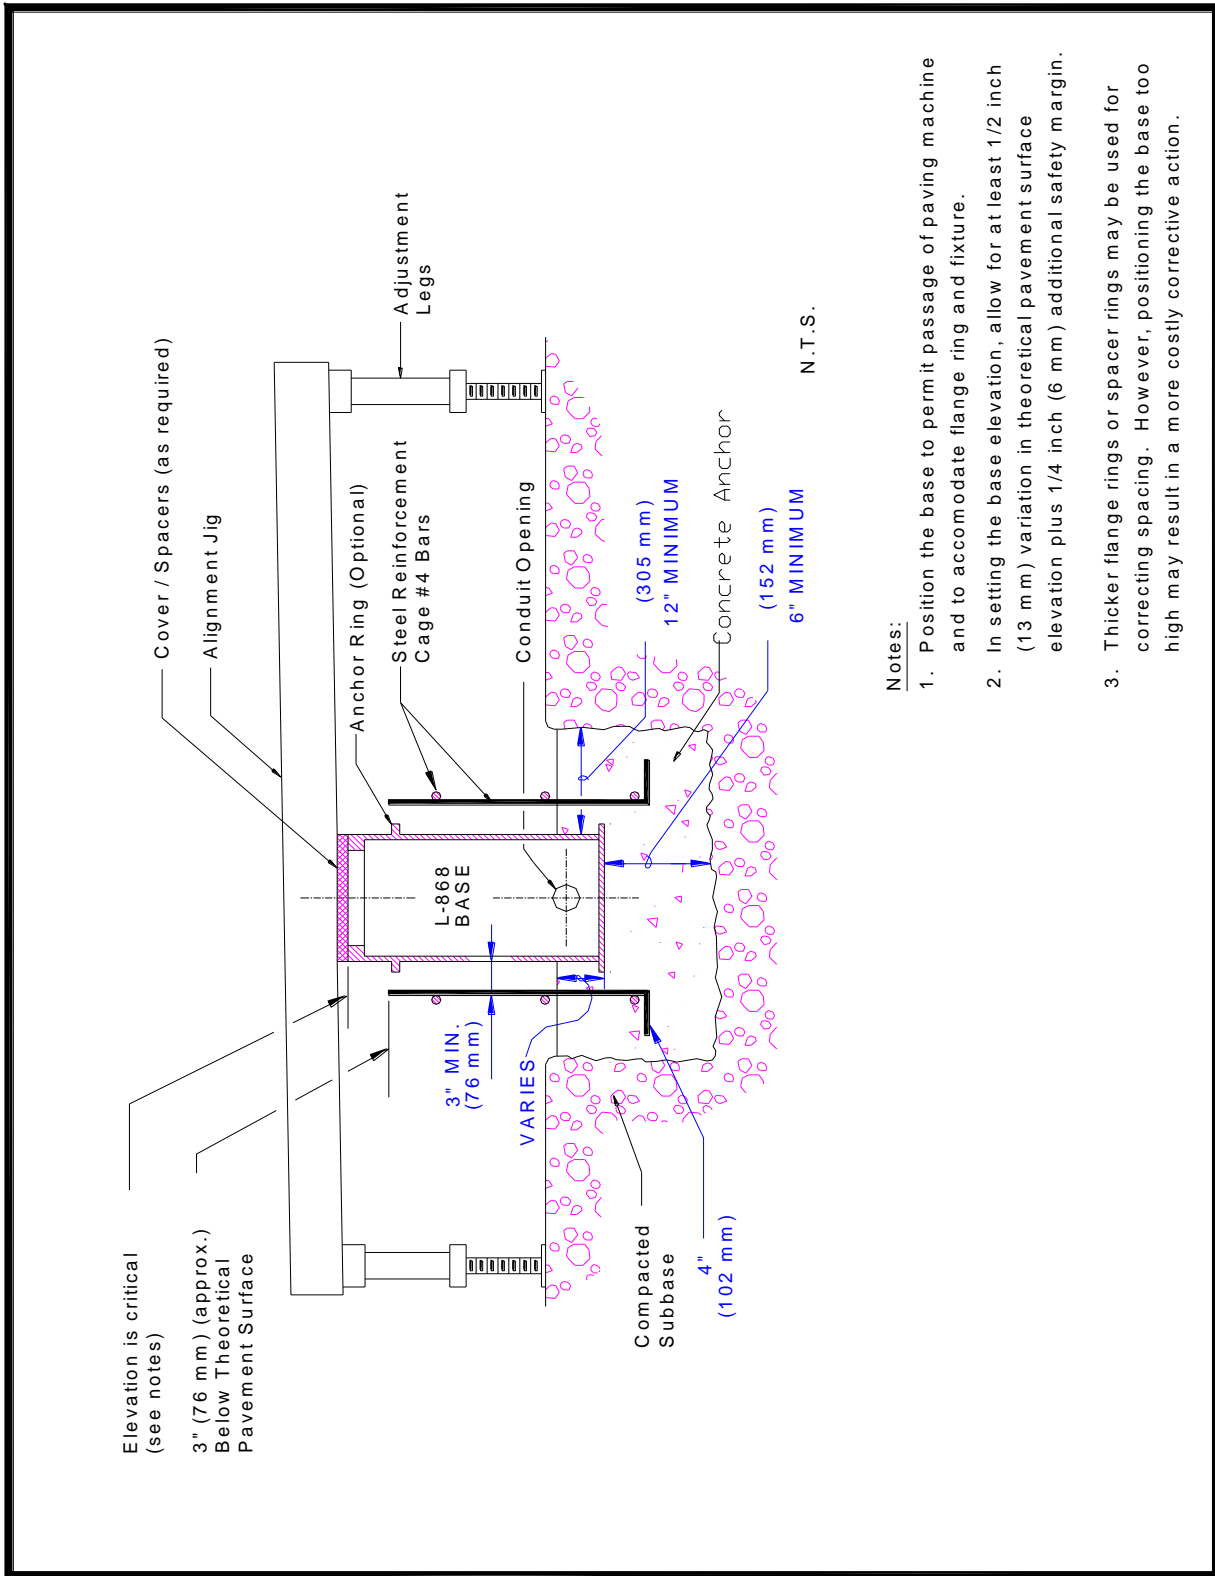 Elevation is critical
(see notes)
3" (76 mm) (approx.)
Below Theoretical
Pavement Surface
Cover / Spacers (as required)
Alignment Jig
Anchor Ring (Optional)
Steel Reinforcement
Cage #4 Bars
Adjustment
Legs
Conduit Opening
L-868
BASE
3" MIN.
(76 mm)
VARIES
(305 mm)
12" MINIMUM
Concrete Anchor
(152 mm)
6" MINIMUM
Compacted
Subbase
4"
(102 mm)
N.T.S.
Notes:
1. Position the base to permit passage of paving machine
and to accomodate flange ring and fixture.
2. In setting the base elevation, allow for at least 1/2 inch
(13 mm) variation in theoretical pavement surface
elevation plus 1/4 inch (6 mm) additional safety margin.
3. Thicker flange rings or spacer rings may be used for
correcting spacing. However, positioning the base too
high may result in a more costly corrective action.